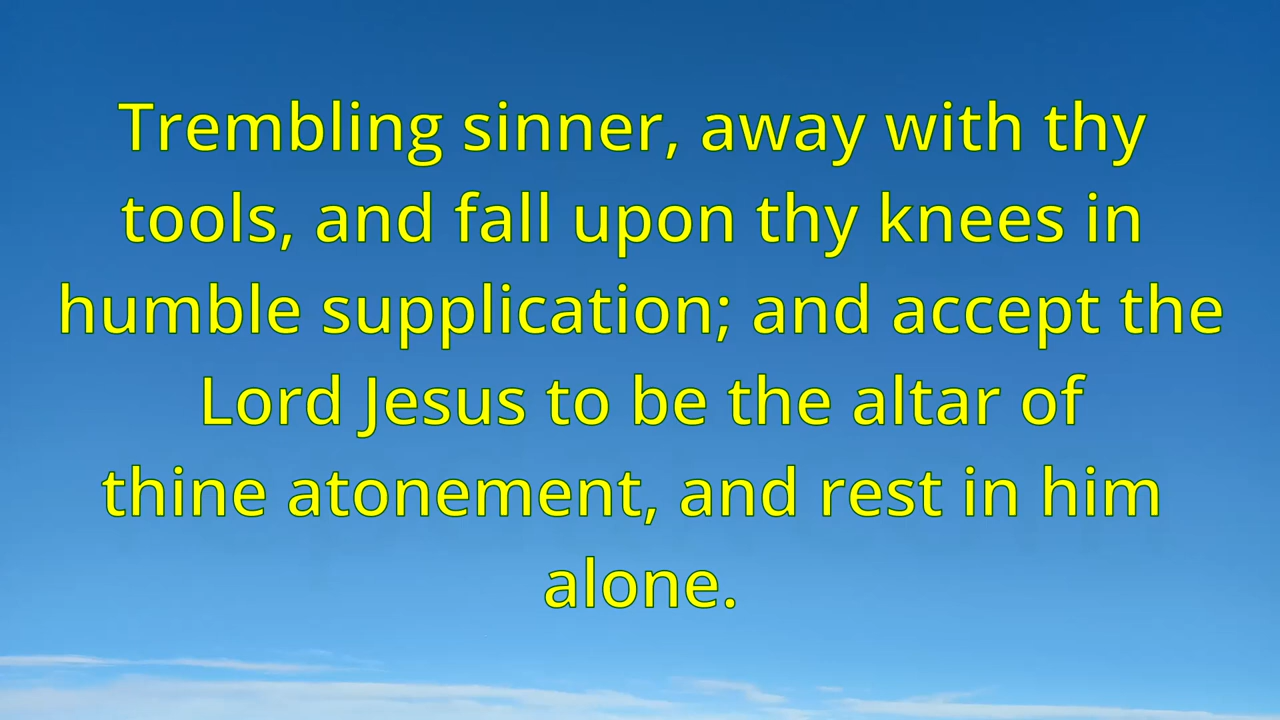 Trembling sinner, away with thy
tools, and fall upon thy knees in
humble supplication; and accept the
Lord Jesus to be the altar of
thine atonement, and rest in him
alone.